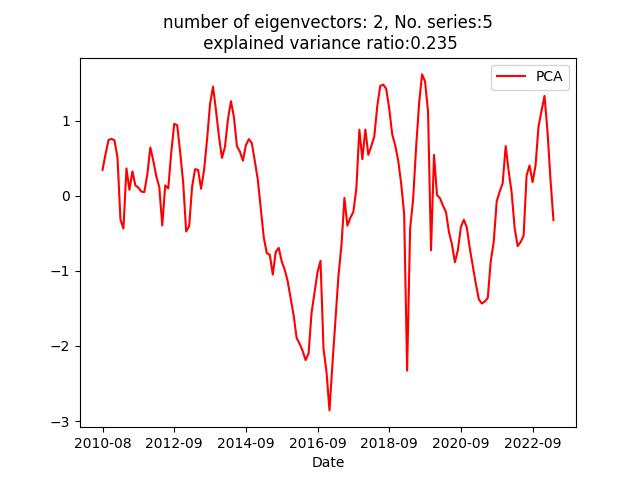 number of eigenvectors: 2, No. series:5
explained variance ratio:0.235
PCA
1
0
−1
−2
−3
2010-08 2012-09 2014-09 2016-09 2018-09 2020-09 2022-09
Date